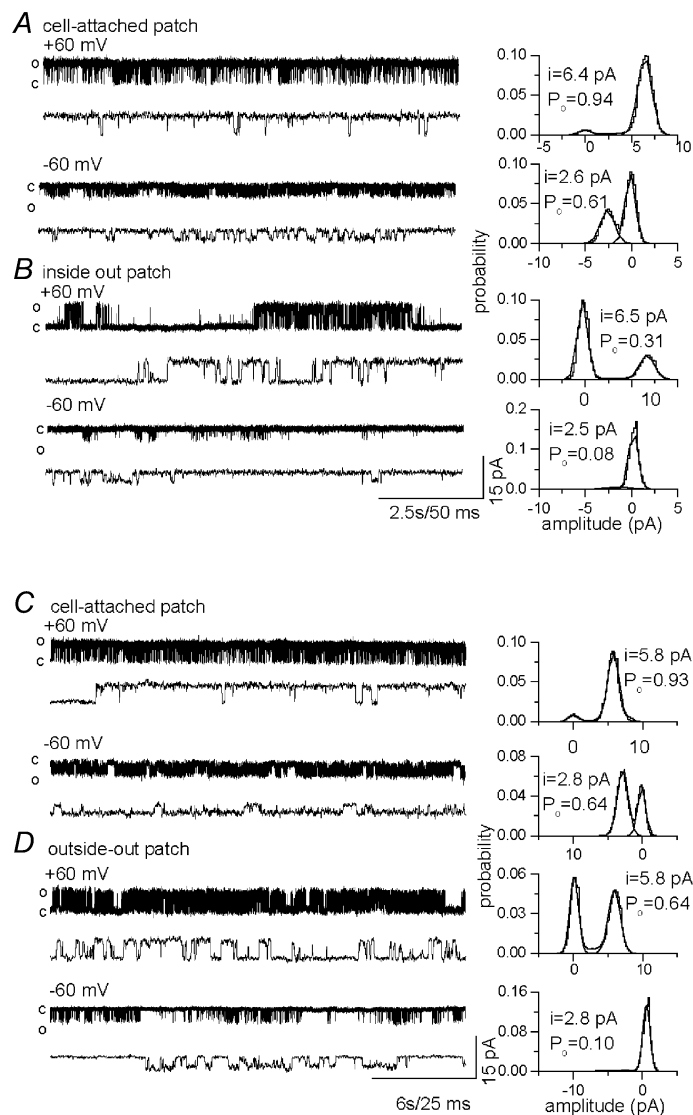 A cell-attached patch
+60 mV
o
c
0.10
0.05
0.00
i=6.4 pA
Po=0.94
-5 0 5 10
-60 mV
c
o
0.10
0.05
0.00
i=2.6 pA
Po=0.61
-10 -5 0 5
probability
B inside out patch
+60 mV
o
c
0.10
0.05
0.00
i=6.5 pA
Po=0.31
0 10
-60 mV
c
o
0.2
0.1
0.0
i=2.5 pA
Po=0.08
-10 -5 0 5
amplitude (pA)
15 pA
2.5s/50 ms
C cell-attached patch
+60 mV
o
c
0.10
0.05
0.00
i=5.8 pA
Po=0.93
0 10
-60 mV
c
o
0.08
0.04
0.00
i=2.8 pA
Po=0.64
10 0
probability
D outside-out patch
+60 mV
o
c
0.06
0.03
0.00
i=5.8 pA
Po=0.64
0 10
-60 mV
c
o
0.16
0.08
0.00
i=2.8 pA
Po=0.10
-10 0
amplitude (pA)
15 pA
6s/25 ms